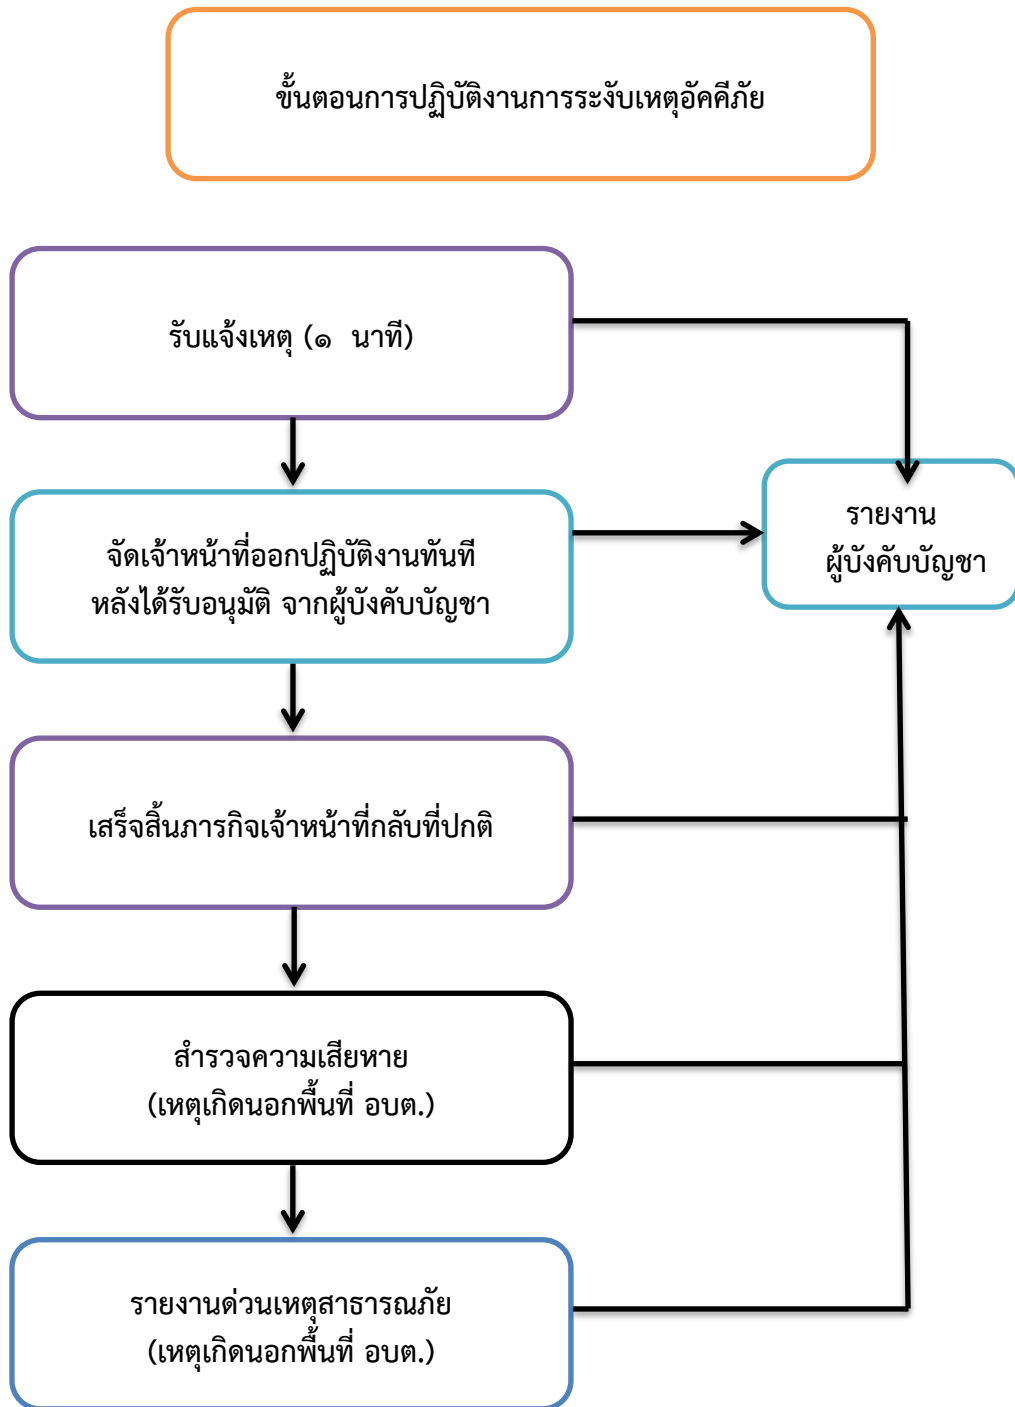 ขั้นตอนการปฏิบัติงานการระงับเหตุอัคคีภัย
รับแจ้งเหตุ (๑ นาที)
จัดเจ้าหน้าที่ออกปฏิบัติงานทันที
หลังได้รับอนุมัติ จากผู้บังคับบัญชา
รายงาน
ผู้บังคับบัญชา
เสร็จสิ้นภารกิจเจ้าหน้าที่กลับที่ปกติ
สำรวจความเสียหาย
(เหตุเกิดนอกพื้นที่ อบต.)
รายงานด่วนเหตุสาธารณภัย
(เหตุเกิดนอกพื้นที่ อบต.)